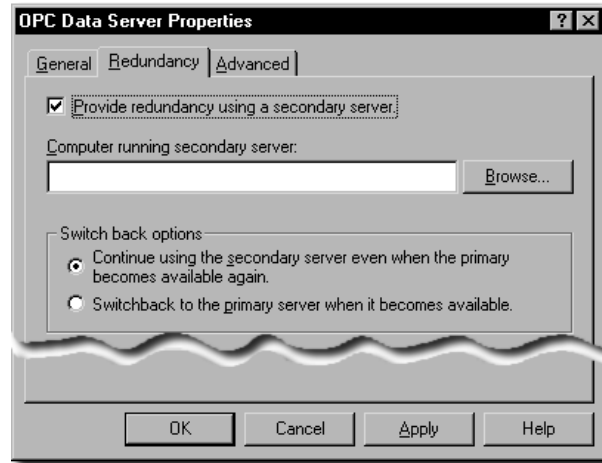 OPC Data Server Properties
General Redundancy Advanced
Provide redundancy using a secondary server.
Computer running secondary server:
Browse...
Switch back options
Continue using the secondary server even when the primary
becomes available again.
Switchback to the primary server when it becomes available.
OK Cancel Apply Help